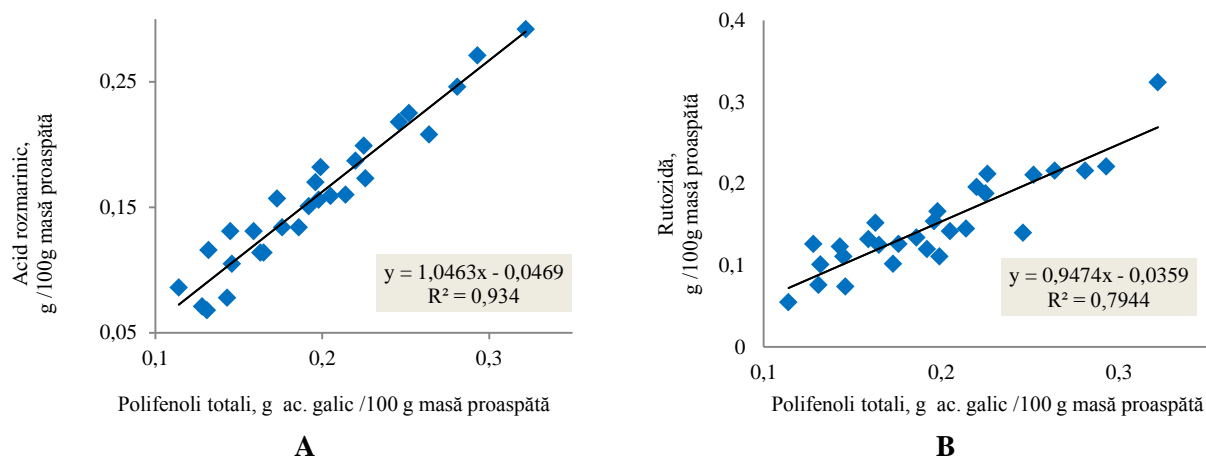 Acid rozmarinic,
g /100g masă proaspătă
0,25
0,15
0,05
0,1
0,2
0,3
y = 1,0463x - 0,0469
R² = 0,934
Polifenoli totali, g ac. galic /100 g masă proaspătă
A
Rutozidă,
g /100g masă proaspătă
0,4
0,3
0,2
0,1
0
0,1
0,2
0,3
y = 0,9474x - 0,0359
R² = 0,7944
Polifenoli totali, g ac. galic /100 g masă proaspătă
B